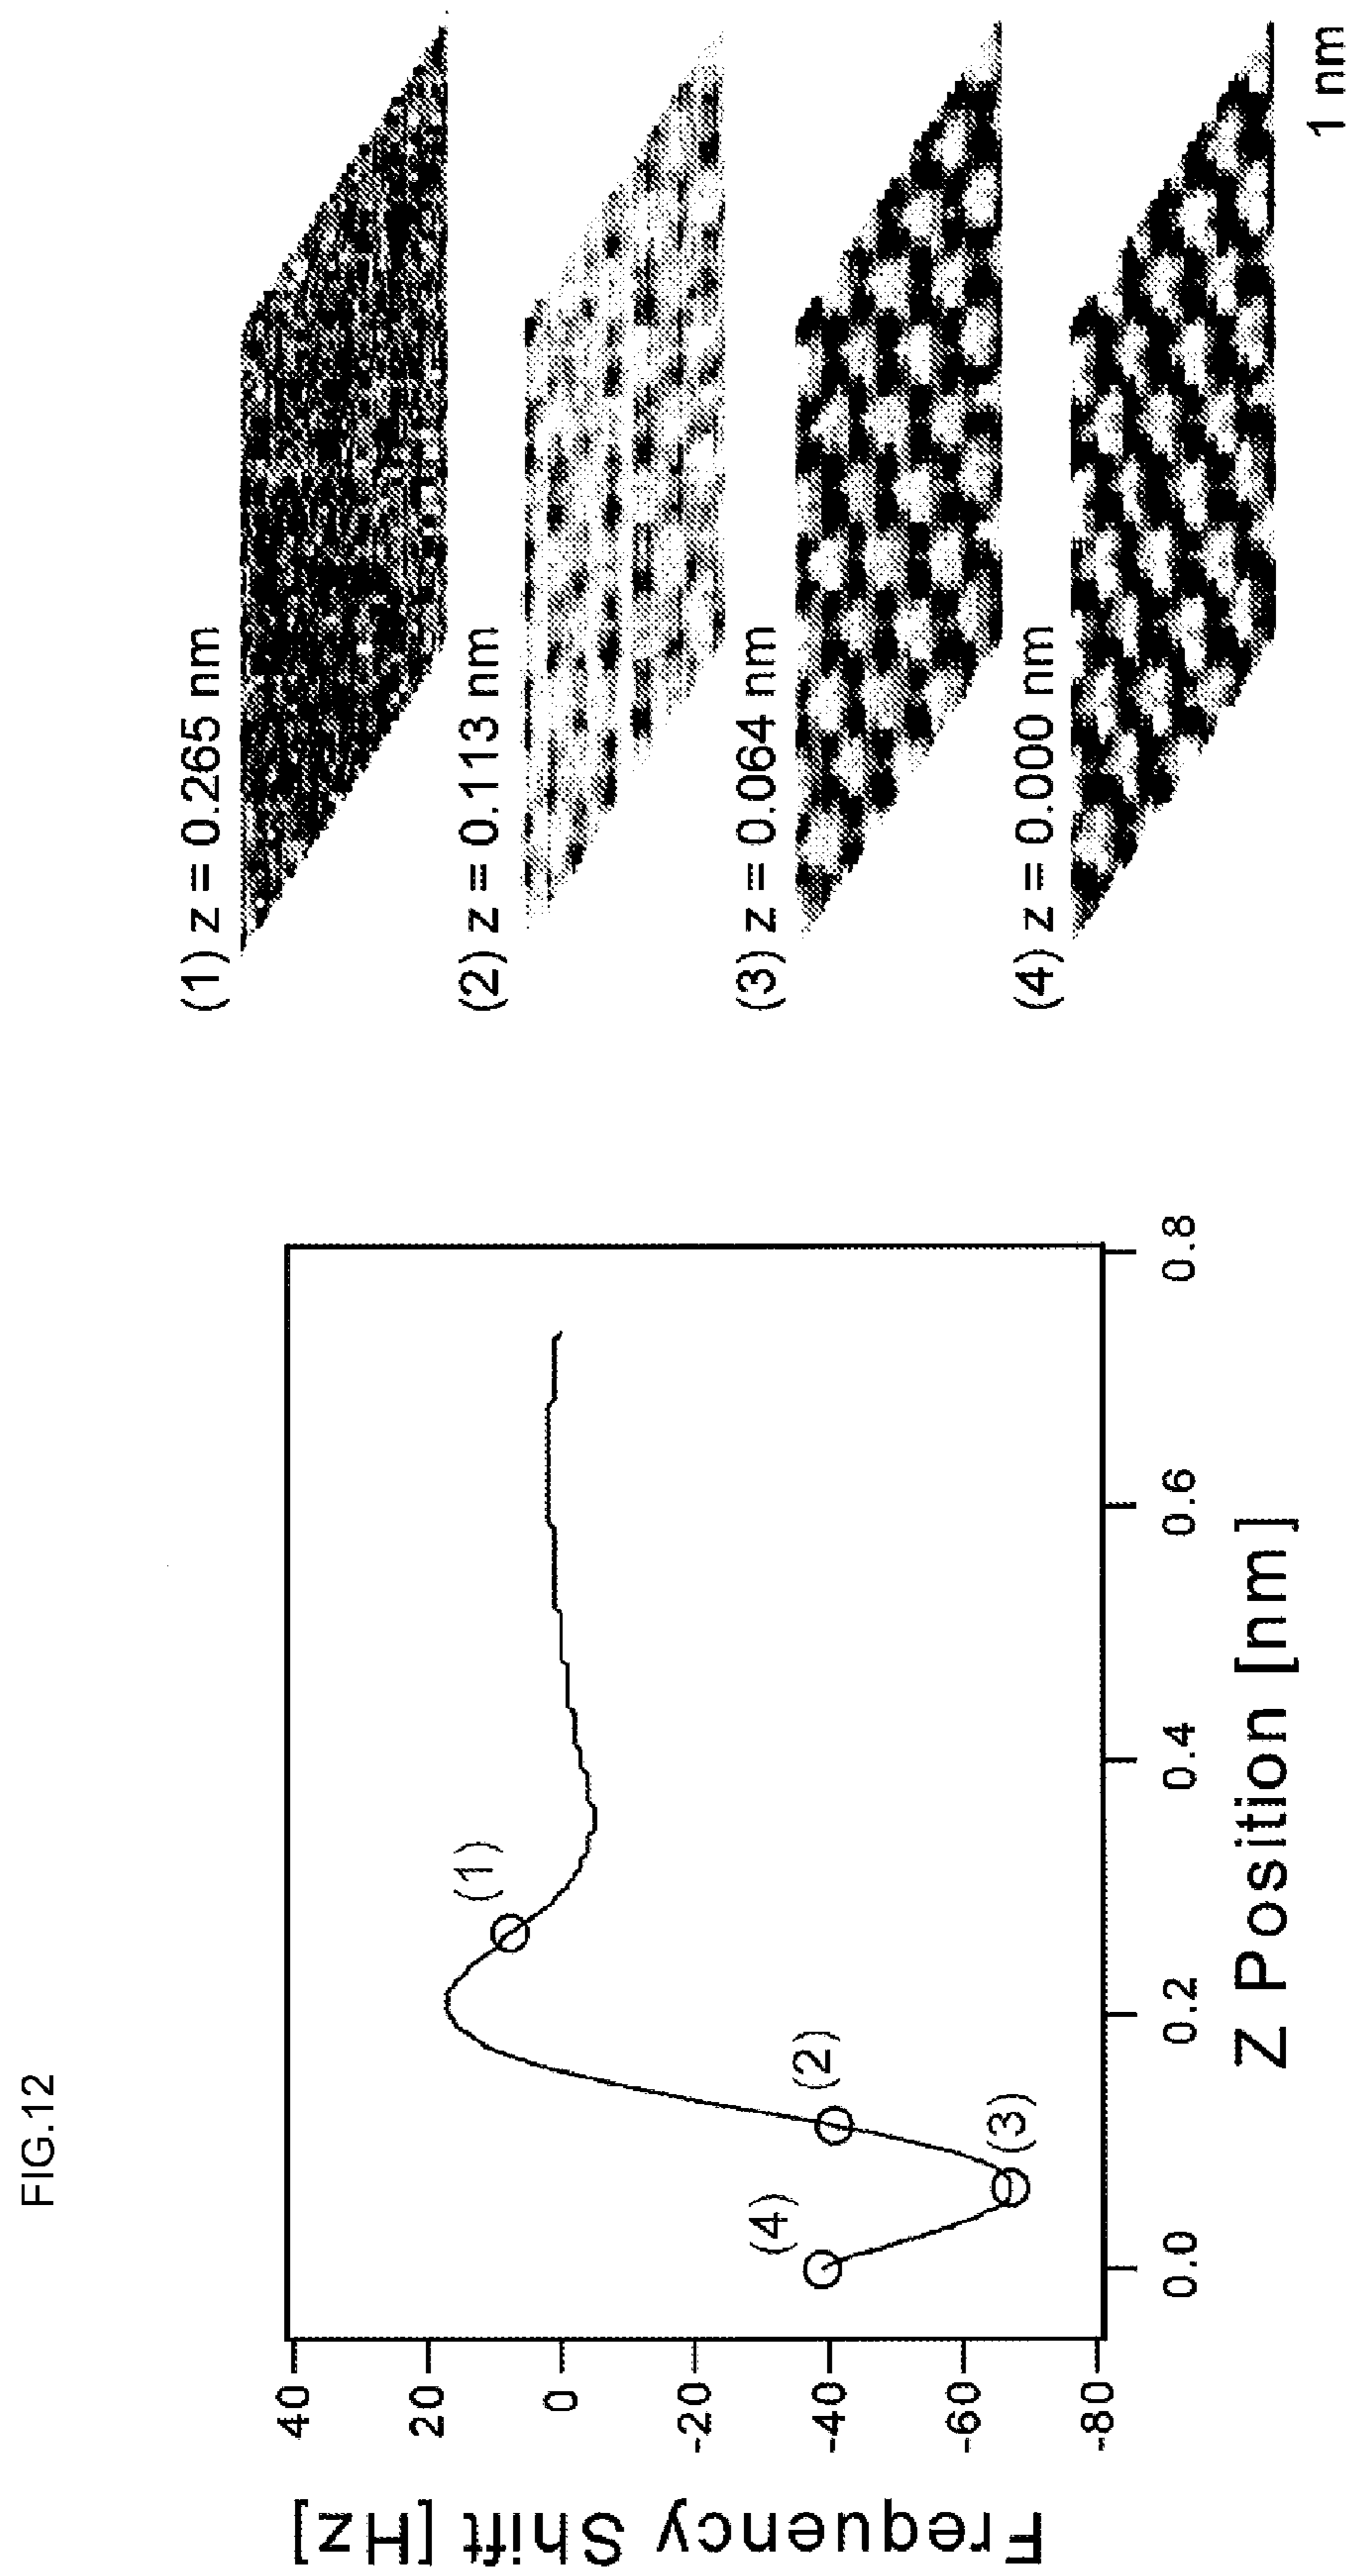 FIG.12
Frequency Shift [Hz]
40
20
0
-20
-40
-60
-80
(1)
(2)
(3)
(4)
0.0
0.2
0.4
0.6
0.8
Z Position [nm]
(1) z = 0.265 nm
(2) z = 0.113 nm
(3) z = 0.064 nm
(4) z = 0.000 nm
1 nm